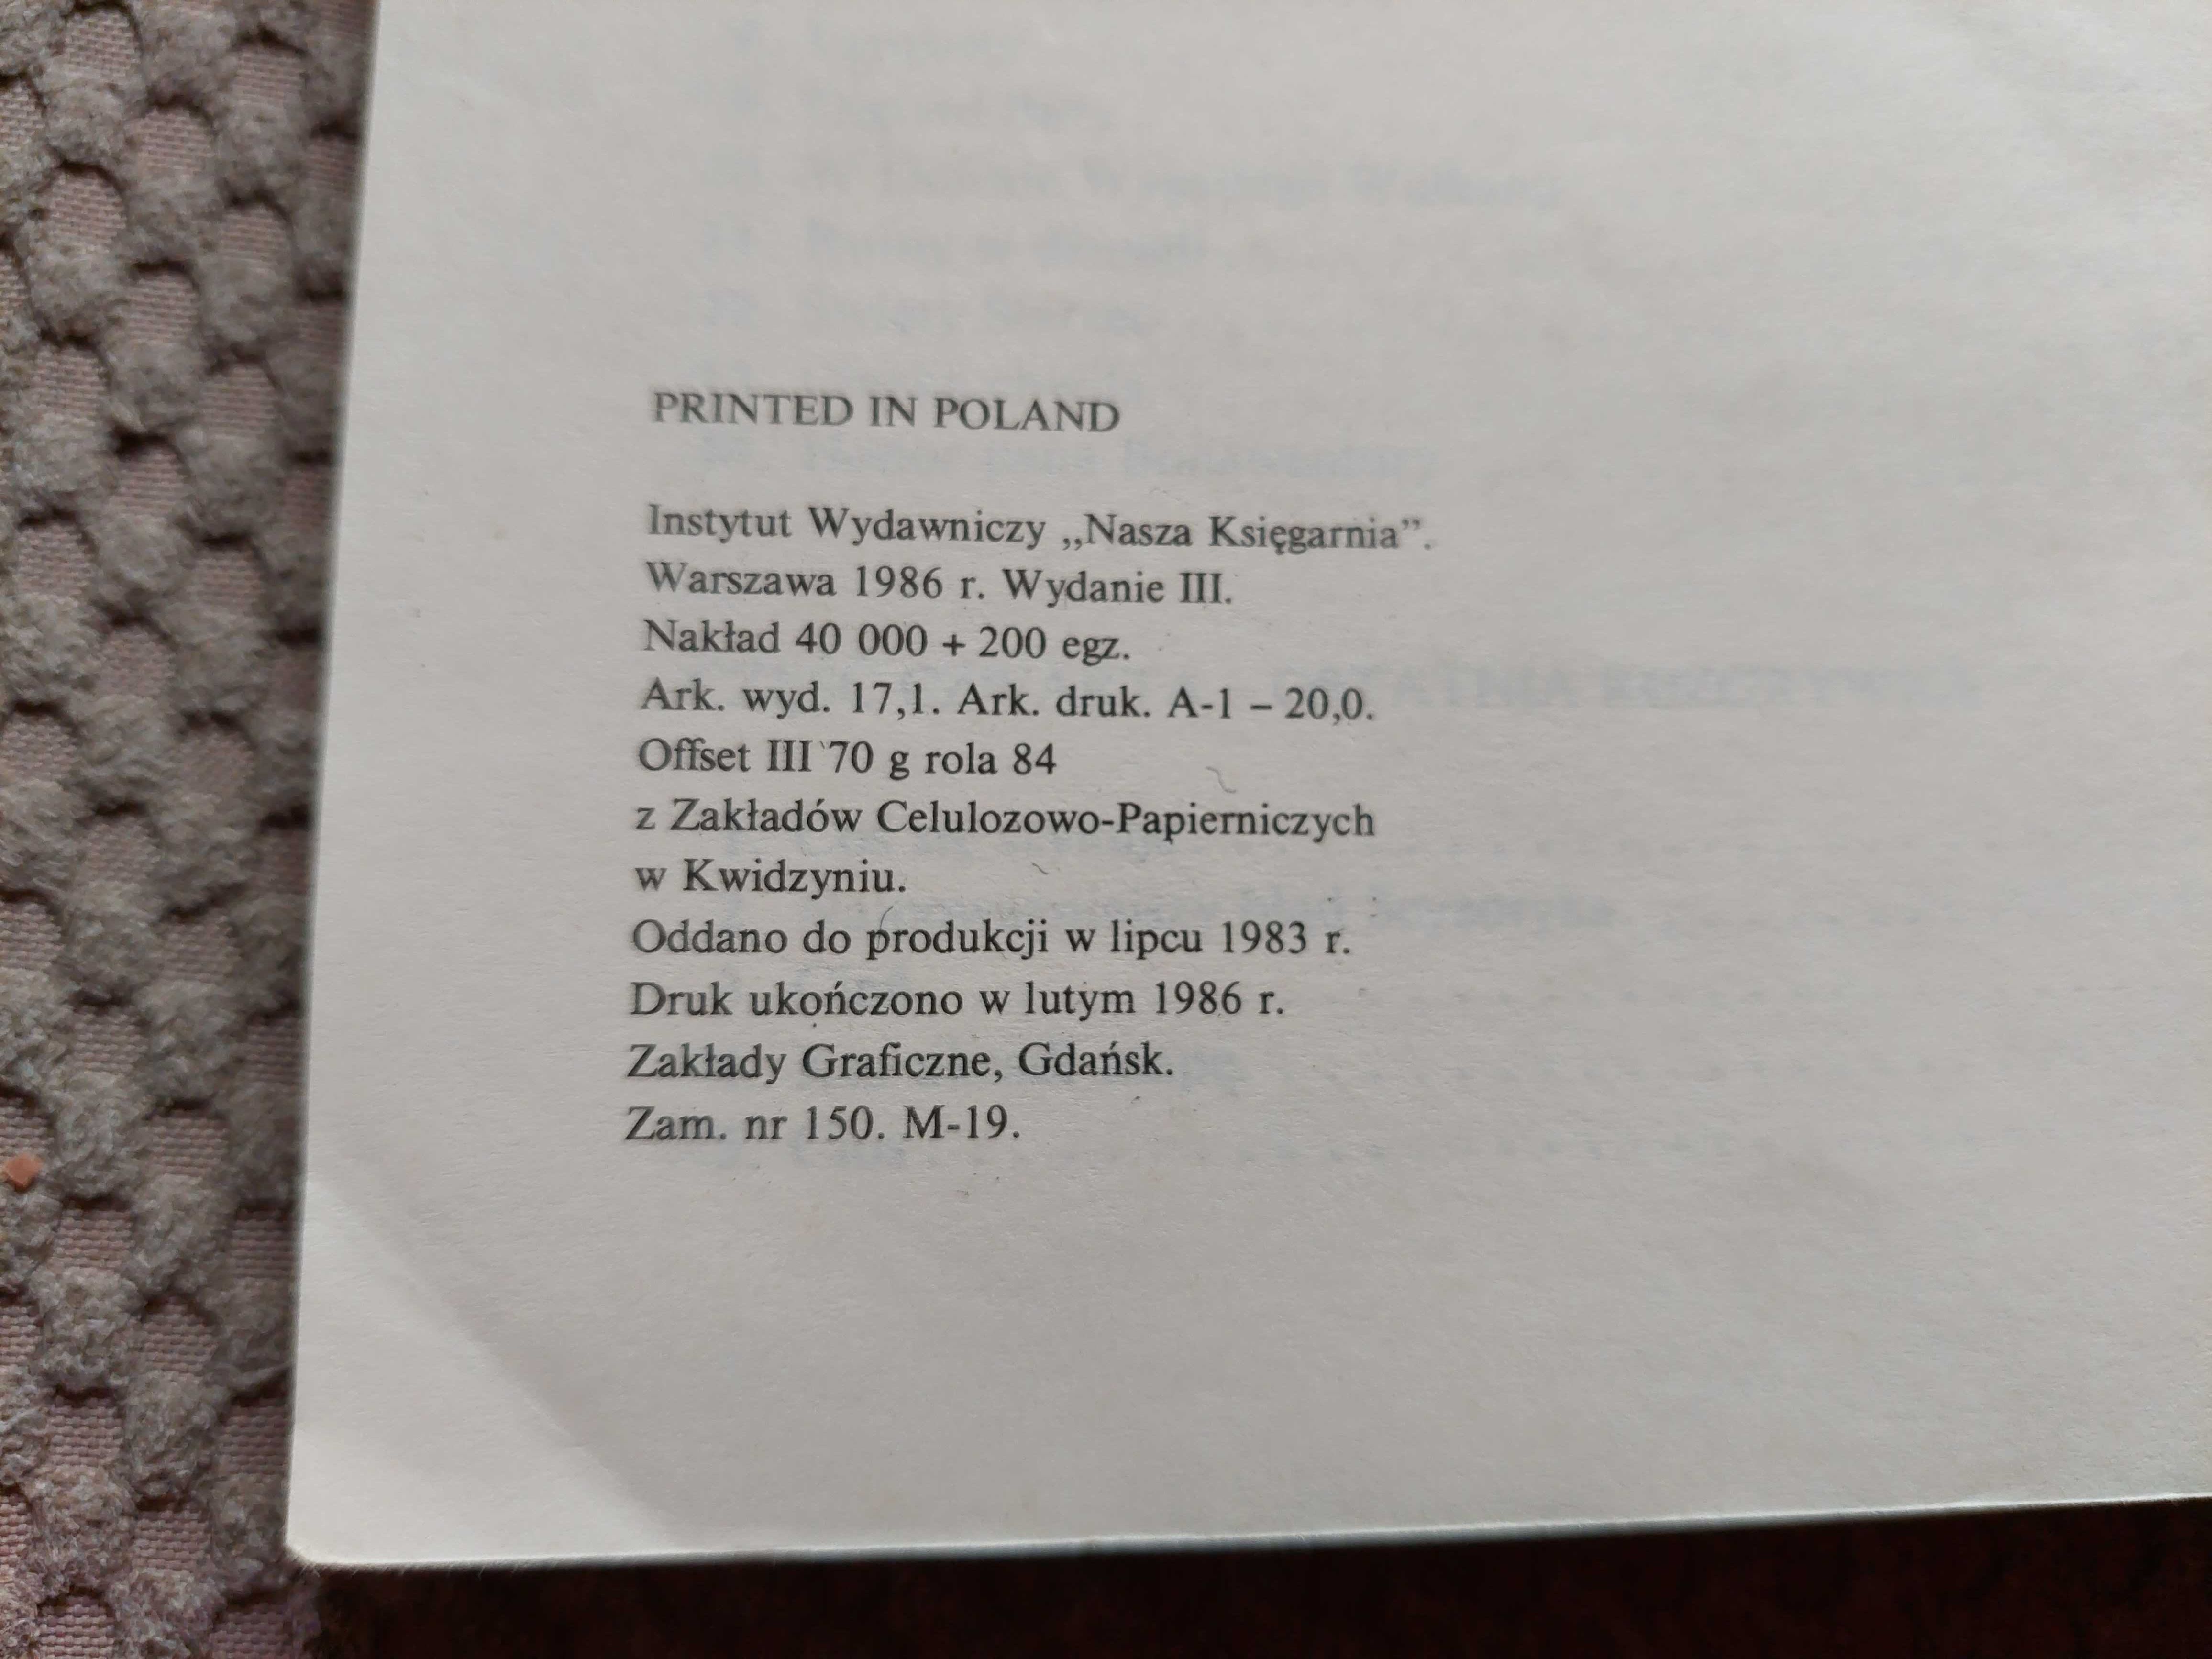 PRINTED IN POLAND
Instytut Wydawniczy „Nasza Księgarnia”.
Warszawa 1986 r. Wydanie III.
Nakład 40 000 + 200 egz.
Ark. wyd. 17,1. Ark. druk. A-1 – 20,0.
Offset III 70 g rola 84
z Zakładów Celulozowo-Papierniczych
w Kwidzyniu.
Oddano do produkcji w lipcu 1983 r.
Druk ukończono w lutym 1986 r.
Zakłady Graficzne, Gdańsk.
Zam. nr 150. M-19.